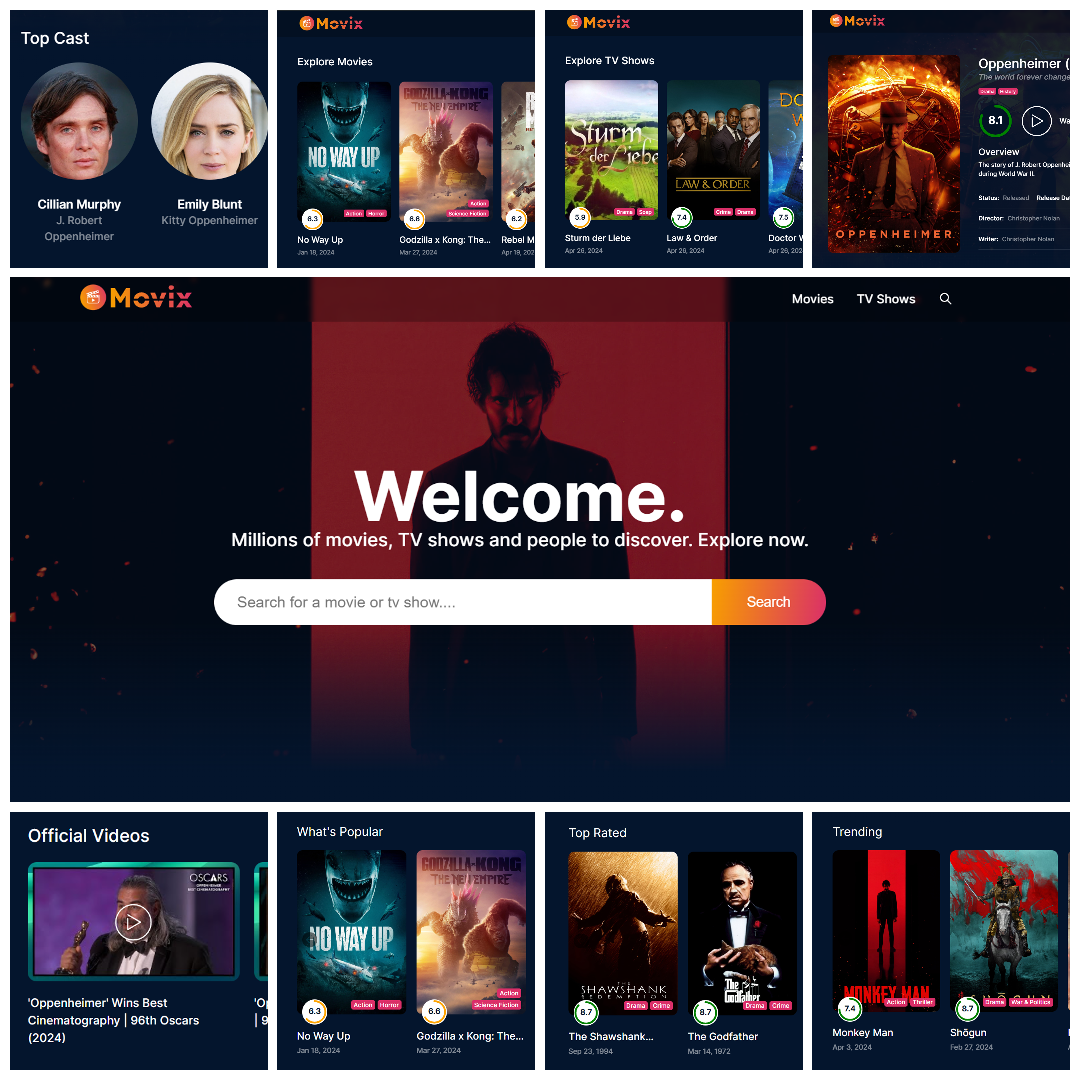 Top Cast
Cillian Murphy
J. Robert
Oppenheimer
Emily Blunt
Kitty Oppenheimer
Movix
Explore Movies
NO WAY UP
Action Horror
6.3
No Way Up
Jan 18, 2024
GODZILLA x KONG
THE NEW EMPIRE
Action
Science Fiction
6.6
Godzilla x Kong: The...
Mar 27, 2024
6.2
Rebel M
Apr 19, 202
Movix
Explore TV Shows
Sturm
der Liebe
Drama Soap
5.9
Sturm der Liebe
Apr 26, 2024
LAW & ORDER
Crime Drama
7.4
Law & Order
Apr 26, 2024
DO
W
7.5
Doctor W
Apr 26, 202
Movix
OPPENHEIMER
Oppenheimer (
The world forever change
Drama History
8.1
Wa
Overview
The story of J. Robert Oppenhei
during World War II.
Status: Released Release Da
Director: Christopher Nolan
Writer: Christopher Nolan
Movix
Movies
TV Shows
Welcome.
Millions of movies, TV shows and people to discover. Explore now.
Search for a movie or tv show....
Search
Official Videos
OSCARS
OPPENHEIMER
BEST CINEMATOGRAPHY
'Oppenheimer' Wins Best
Cinematography | 96th Oscars
(2024)
'Op
| 9
What's Popular
NO WAY UP
Action Horror
6.3
No Way Up
Jan 18, 2024
GODZILLA x KONG
THE NEW EMPIRE
Action
Science Fiction
6.6
Godzilla x Kong: The...
Mar 27, 2024
Top Rated
THE
SHAWSHANK
REDEMPTION
Drama Crime
8.7
The Shawshank...
Sep 23, 1994
The
Godfather
Drama Crime
8.7
The Godfather
Mar 14, 1972
Trending
MONKEY MAN
Action Thriller
7.4
Monkey Man
Apr 3, 2024
SHŌGUN
Drama War & Politics
8.7
Shōgun
Feb 27, 2024